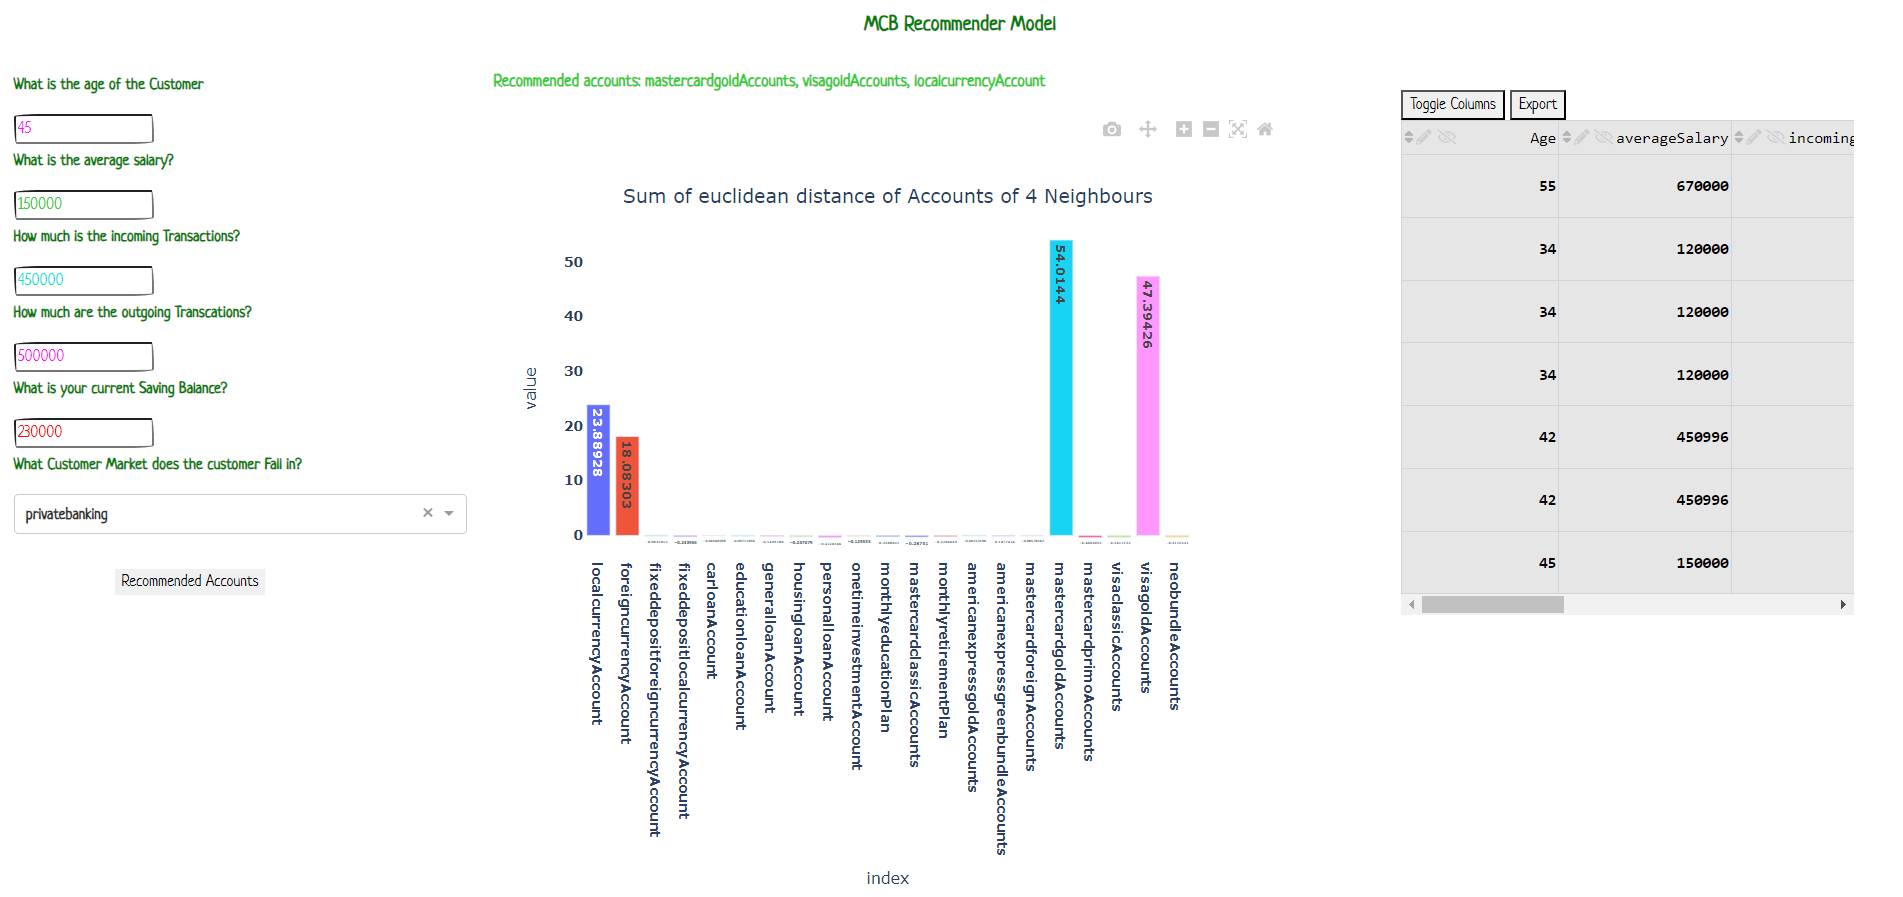 MCB Recommender Model
What is the age of the Customer
45
What is the average salary?
150000
How much is the incoming Transactions?
450000
How much are the outgoing Transcations?
500000
What is your current Saving Balance?
230000
What Customer Market does the customer Fall in?
privatebanking
Recommended Accounts
Recommended accounts: mastercardgoldAccounts, visagoldAccounts, localcurrencyAccount
Sum of euclidean distance of Accounts of 4 Neighbours
value
50
40
30
20
10
0
23.88928
18.08303
54.0144
47.39426
localcurrencyAccount
foreigncurrencyAccount
fixeddepositforeigncurrencyAccount
fixeddepositlocalcurrencyAccount
carloanAccount
educationloanAccount
generalloanAccount
housingloanAccount
personalloanAccount
onetimeinvestmentAccount
monthlyeducationPlan
mastercardclassicAccounts
monthlyretirementPlan
americanexpressgoldAccounts
americanexpressgreenbundleAccounts
mastercardforeignAccounts
mastercardgoldAccounts
mastercardprimoAccounts
visaclassicAccounts
visagoldAccounts
neobundleAccounts
index
Toggle Columns Export
Age averageSalary incoming
55 670000
34 120000
34 120000
34 120000
42 450996
42 450996
45 150000